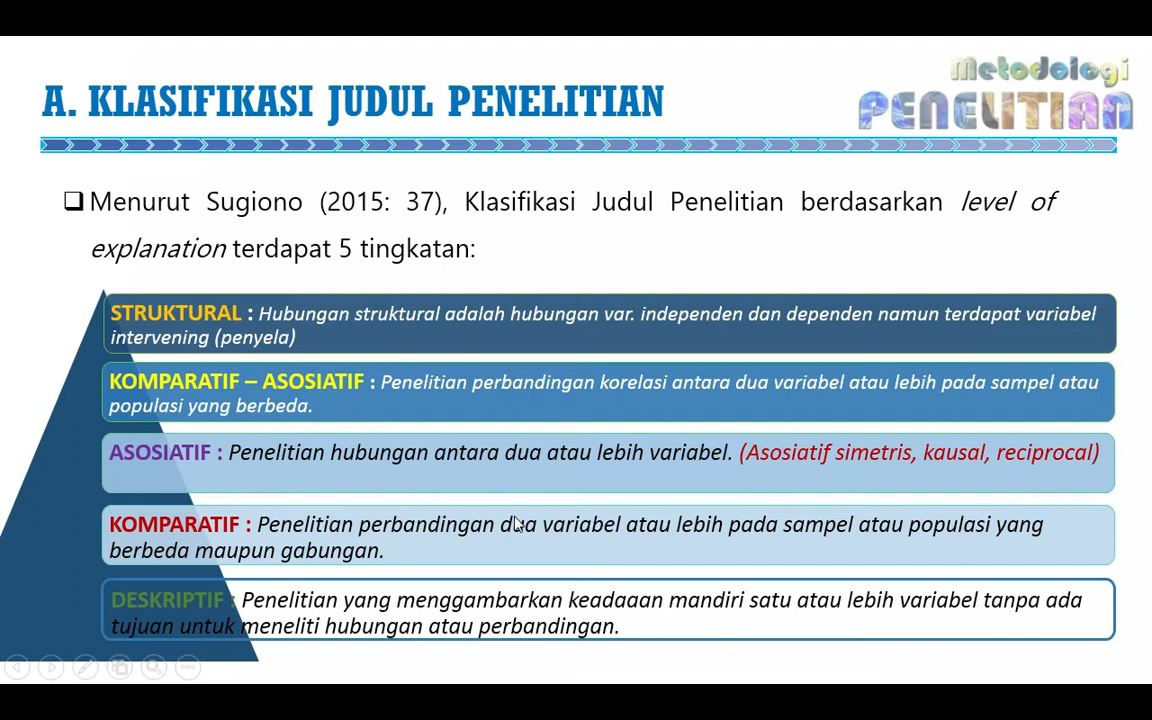 Metodologi
PENELITIAN
A. KLASIFIKASI JUDUL PENELITIAN
❑ Menurut Sugiono (2015: 37), Klasifikasi Judul Penelitian berdasarkan level of
explanation terdapat 5 tingkatan:
STRUKTURAL : Hubungan struktural adalah hubungan var. independen dan dependen namun terdapat variabel
intervening (penyela)
KOMPARATIF – ASOSIATIF : Penelitian perbandingan korelasi antara dua variabel atau lebih pada sampel atau
populasi yang berbeda.
ASOSIATIF : Penelitian hubungan antara dua atau lebih variabel. (Asosiatif simetris, kausal, reciprocal)
KOMPARATIF : Penelitian perbandingan dua variabel atau lebih pada sampel atau populasi yang
berbeda maupun gabungan.
DESKRIPTIF : Penelitian yang menggambarkan keadaaan mandiri satu atau lebih variabel tanpa ada
tujuan untuk meneliti hubungan atau perbandingan.